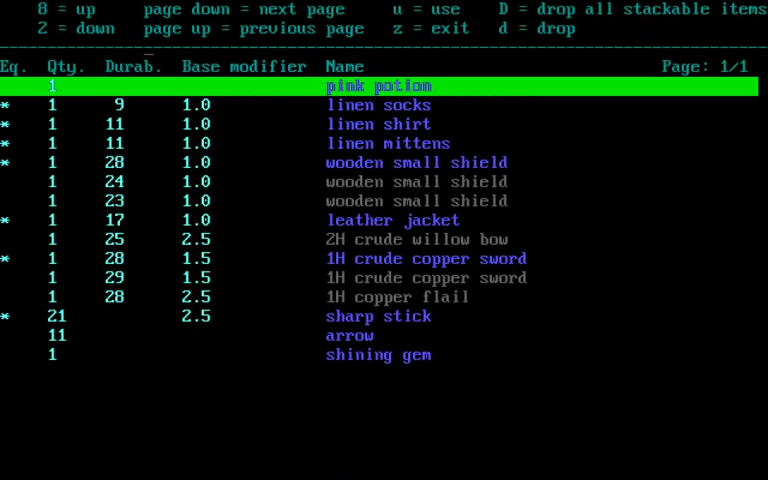 8 = up page down = next page u = use D = drop all stackable items
2 = down page up = previous page z = exit d = drop
Eq. Qty. Durab. Base modifier Name Page: 1/1
1 pink potion
* 1 9 1.0 linen socks
* 1 11 1.0 linen shirt
* 1 11 1.0 linen mittens
* 1 28 1.0 wooden small shield
1 24 1.0 wooden small shield
1 23 1.0 wooden small shield
* 1 17 1.0 leather jacket
1 25 2.5 2H crude willow bow
* 1 28 1.5 1H crude copper sword
1 29 1.5 1H crude copper sword
1 28 2.5 1H copper flail
* 21 2.5 sharp stick
11 arrow
1 shining gem